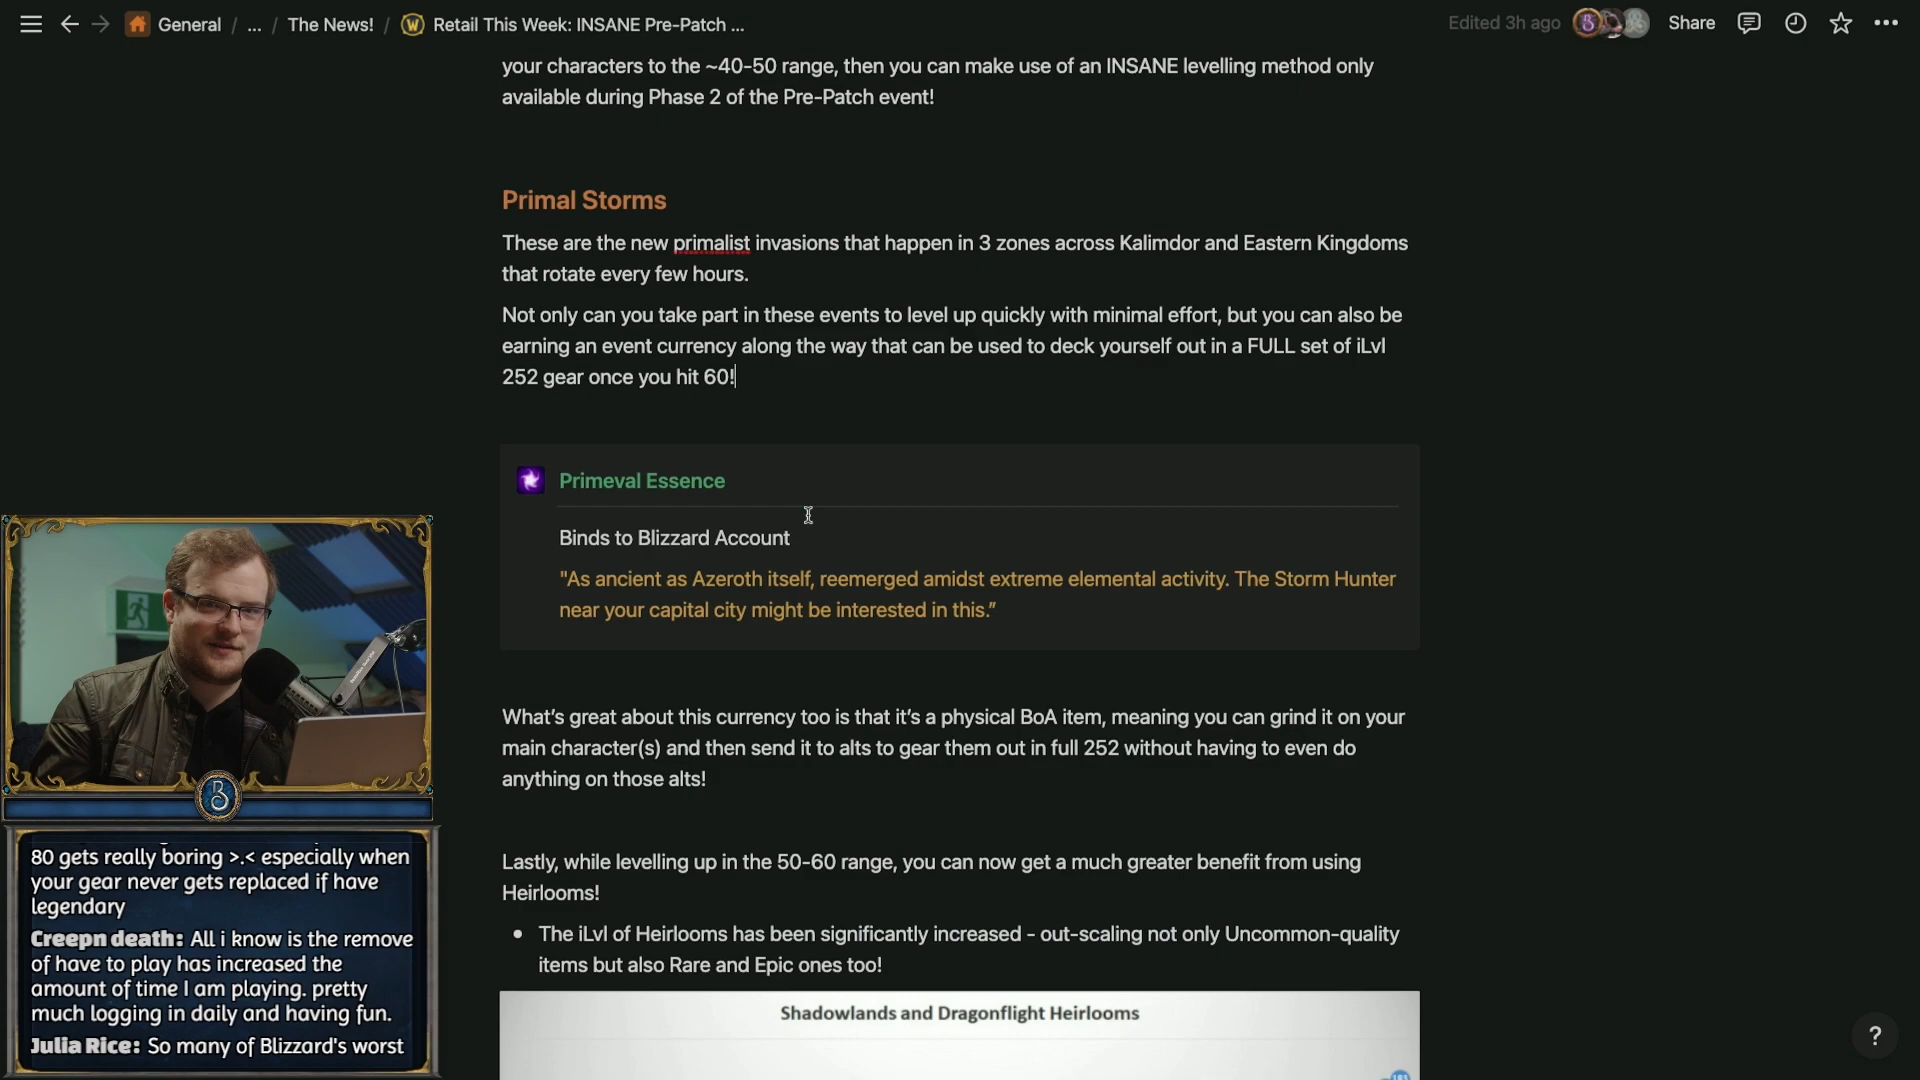 General / ... / The News! / Retail This Week: INSANE Pre-Patch ...
Edited 3h ago
Share
your characters to the ~40-50 range, then you can make use of an INSANE levelling method only
available during Phase 2 of the Pre-Patch event!
Primal Storms
These are the new primalist invasions that happen in 3 zones across Kalimdor and Eastern Kingdoms
that rotate every few hours.
Not only can you take part in these events to level up quickly with minimal effort, but you can also be
earning an event currency along the way that can be used to deck yourself out in a FULL set of iLvl
252 gear once you hit 60!
Primeval Essence
Binds to Blizzard Account
"As ancient as Azeroth itself, reemerged amidst extreme elemental activity. The Storm Hunter
near your capital city might be interested in this.”
What’s great about this currency too is that it’s a physical BoA item, meaning you can grind it on your
main character(s) and then send it to alts to gear them out in full 252 without having to even do
anything on those alts!
Lastly, while levelling up in the 50-60 range, you can now get a much greater benefit from using
Heirlooms!
The iLvl of Heirlooms has been significantly increased - out-scaling not only Uncommon-quality
items but also Rare and Epic ones too!
Shadowlands and Dragonflight Heirlooms
80 gets really boring >.< especially when
your gear never gets replaced if have
legendary
Creepn death: All i know is the remove
of have to play has increased the
amount of time I am playing. pretty
much logging in daily and having fun.
Julia Rice: So many of Blizzard's worst